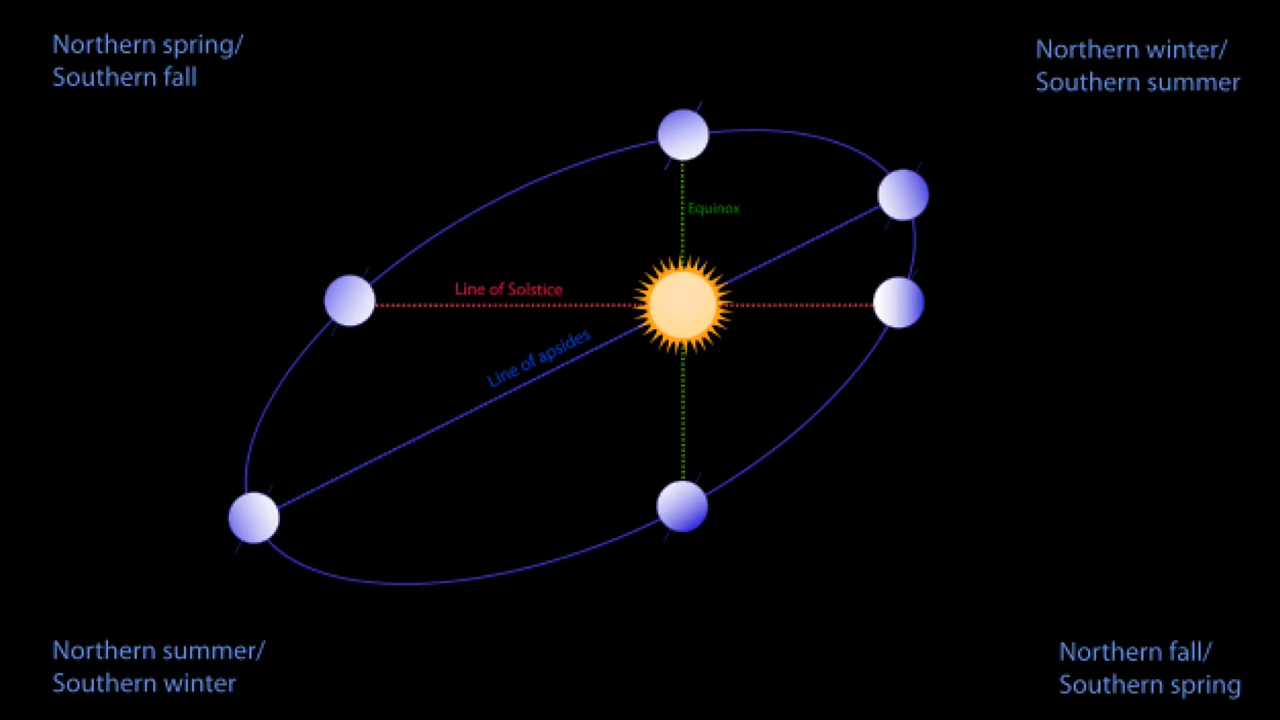 Northern spring/
Southern fall
Northern winter/
Southern summer
Equinox
Line of Solstice
Line of apsides
Northern summer/
Southern winter
Northern fall/
Southern spring